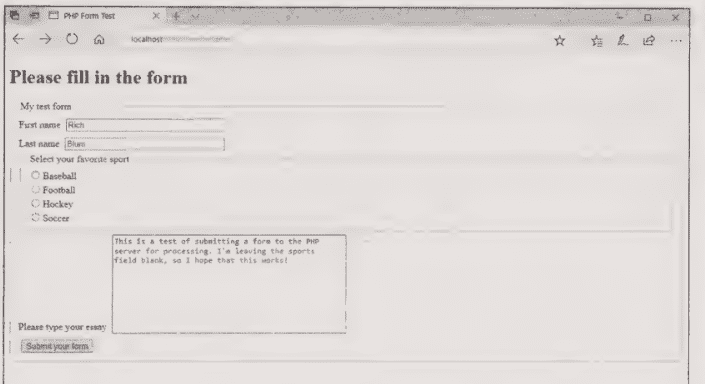 PHP Form Test
localhost
Please fill in the form
My test form
First name Rich
Last name Blum
Select your favorite sport
Baseball
Football
Hockey
Soccer
This is a test of submitting a form to the PHP
server for processing. I'm leaving the sports
field blank, so I hope that this works!
Please type your essay
Submit your form